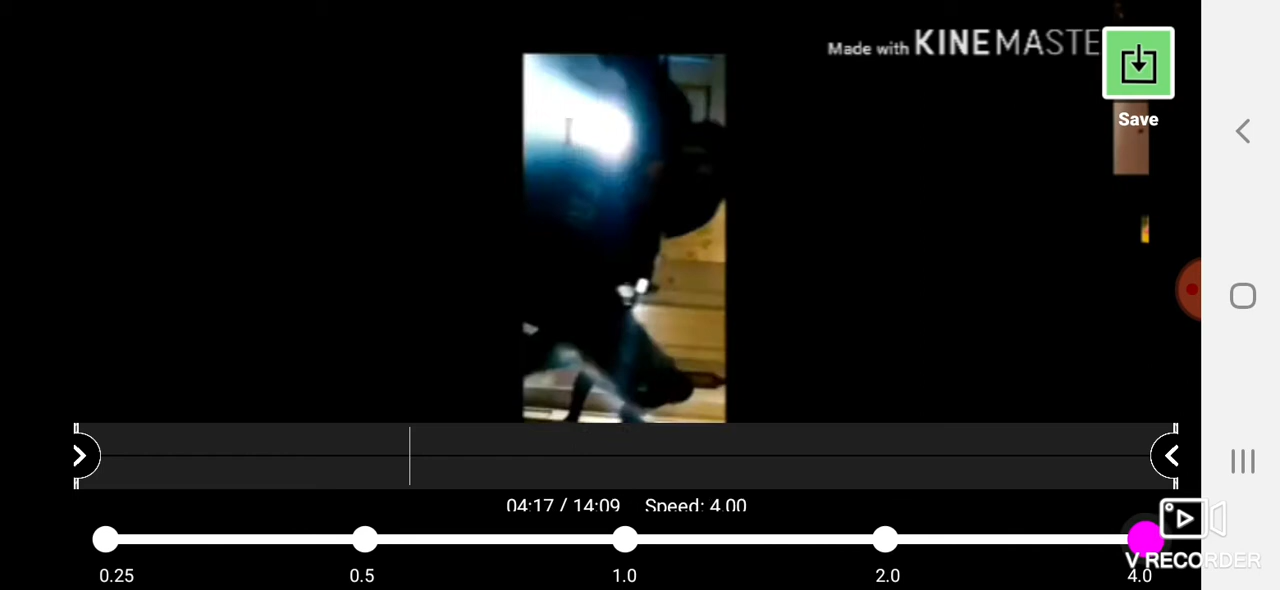 Made with KINEMASTE
Save
04:17 / 14:09 Speed: 4.00
0.25 0.5 1.0 2.0 4.0
V RECORDER